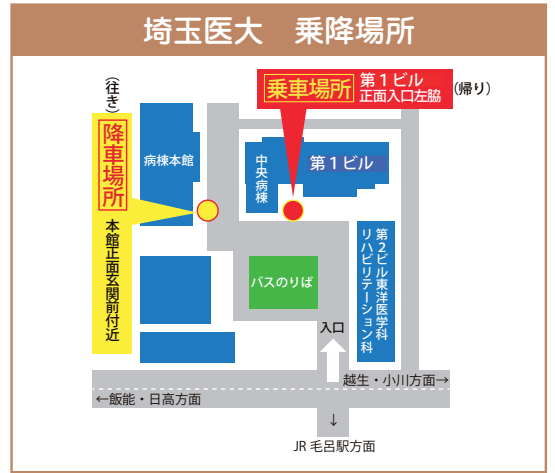 埼玉医大　乗降場所
(往き)
降車場所
本館正面玄関前付近
乗車場所
第1ビル
正面入口左脇
(帰り)
病棟本館
中央病棟
第1ビル
第2ビル東洋医学科
リハビリテーション科
バスのりば
入口
越生・小川方面→
←飯能・日高方面
↓
JR 毛呂駅方面